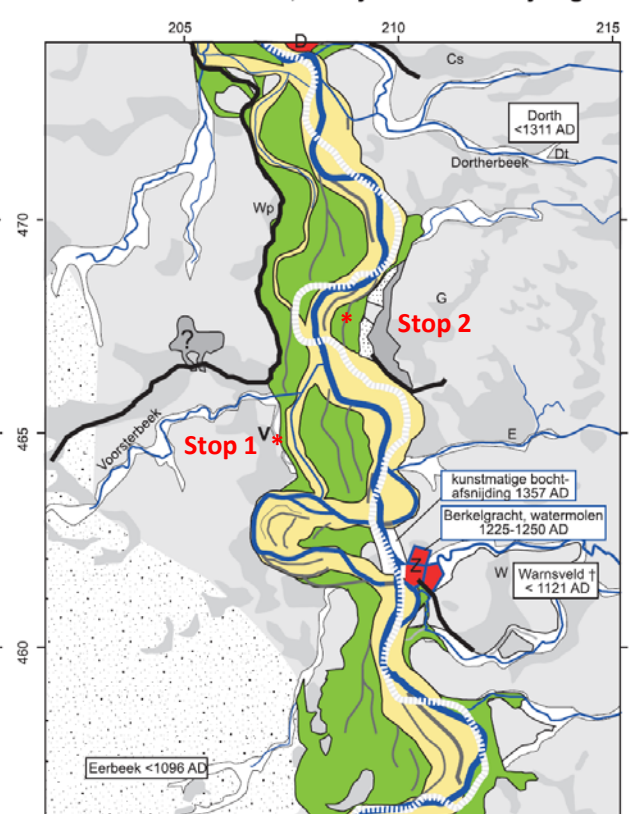 205
210
215
D
Cs
Dorth
<1311 AD
Dt
Dortherbeek
470
Wp
G
Stop 2
?
Voorsterbeek
465
V
Stop 1
E
kunstmatige bocht-
afsnijding 1357 AD
Berkelgracht, watermolen
1225-1250 AD
Z
W
Warnsveld †
< 1121 AD
460
Eerbeek <1096 AD